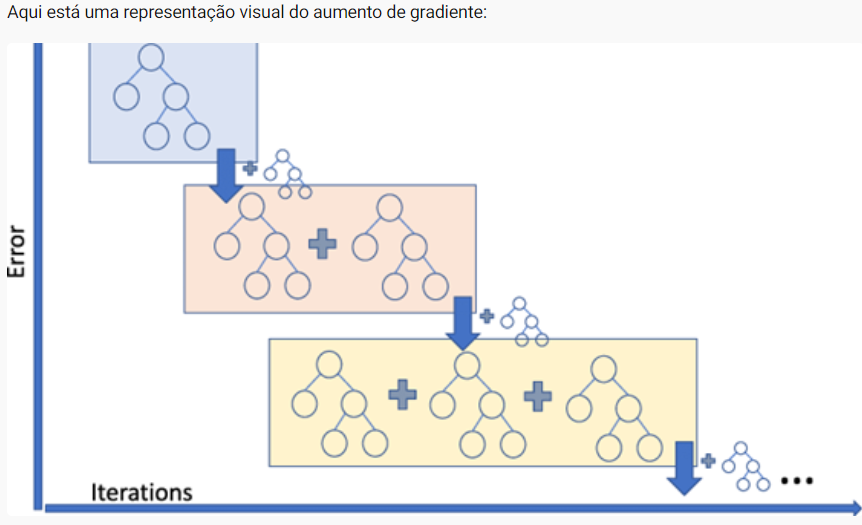 Aqui está uma representação visual do aumento de gradiente:
Error
Iterations